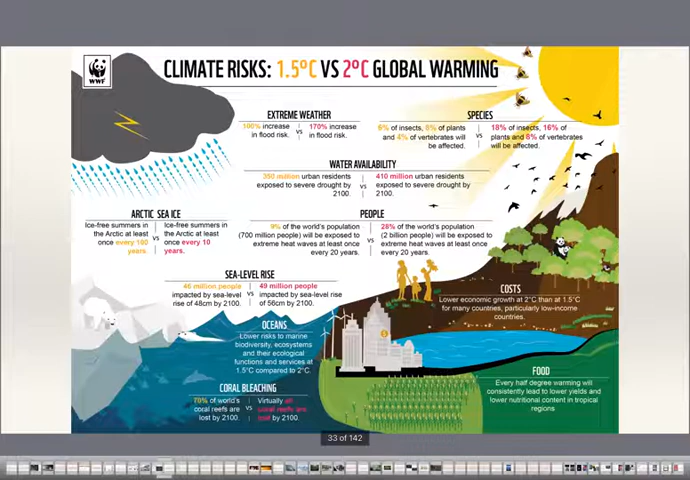 WWF
CLIMATE RISKS: 1.5°C VS 2°C GLOBAL WARMING
EXTREME WEATHER
100% increase
in flood risk.
vs
170% increase
in flood risk.
SPECIES
6% of insects, 8% of plants
and 4% of vertebrates will
be affected.
vs
18% of insects, 16% of
plants and 8% of vertebrates
will be affected.
WATER AVAILABILITY
350 million urban residents
exposed to severe drought by
2100.
vs
410 million urban residents
exposed to severe drought by
2100.
ARCTIC SEA ICE
Ice-free summers in
the Arctic at least
once every 100
years.
vs
Ice-free summers in
the Arctic at least
once every 10
years.
PEOPLE
9% of the world's population
(700 million people) will be exposed to
extreme heat waves at least once
every 20 years.
vs
28% of the world's population
(2 billion people) will be exposed to
extreme heat waves at least once
every 20 years.
SEA-LEVEL RISE
46 million people
impacted by sea-level
rise of 48cm by 2100.
vs
49 million people
impacted by sea-level rise
of 56cm by 2100.
COSTS
Lower economic growth at 2°C than at 1.5°C
for many countries, particularly low-income
countries.
OCEANS
Lower risks to marine
biodiversity, ecosystems
and their ecological
functions and services at
1.5°C compared to 2°C.
FOOD
Every half degree warming will
consistently lead to lower yields and
lower nutritional content in tropical
regions
CORAL BLEACHING
70% of world's
coral reefs are
lost by 2100.
vs
Virtually all
coral reefs are
lost by 2100.
33 of 142